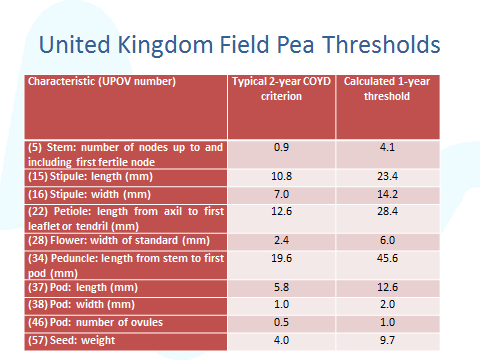 United Kingdom Field Pea Thresholds
Characteristic (UPOV number) Typical 2-year COYD Calculated 1-year
criterion threshold
(5) Stem: number of nodes up to and 0.9 4.1
including first fertile node
(15) Stipule: length (mm) 10.8 23.4
(16) Stipule: width (mm) 7.0 14.2
(22) Petiole: length from axil to first 12.6 28.4
leaflet or tendril (mm)
(28) Flower: width of standard (mm) 2.4 6.0
(34) Peduncle: length from stem to first 19.6 45.6
pod (mm)
(37) Pod: length (mm) 5.8 12.6
(38) Pod: width (mm) 1.0 2.0
(46) Pod: number of ovules 0.5 1.0
(57) Seed: weight 4.0 9.7